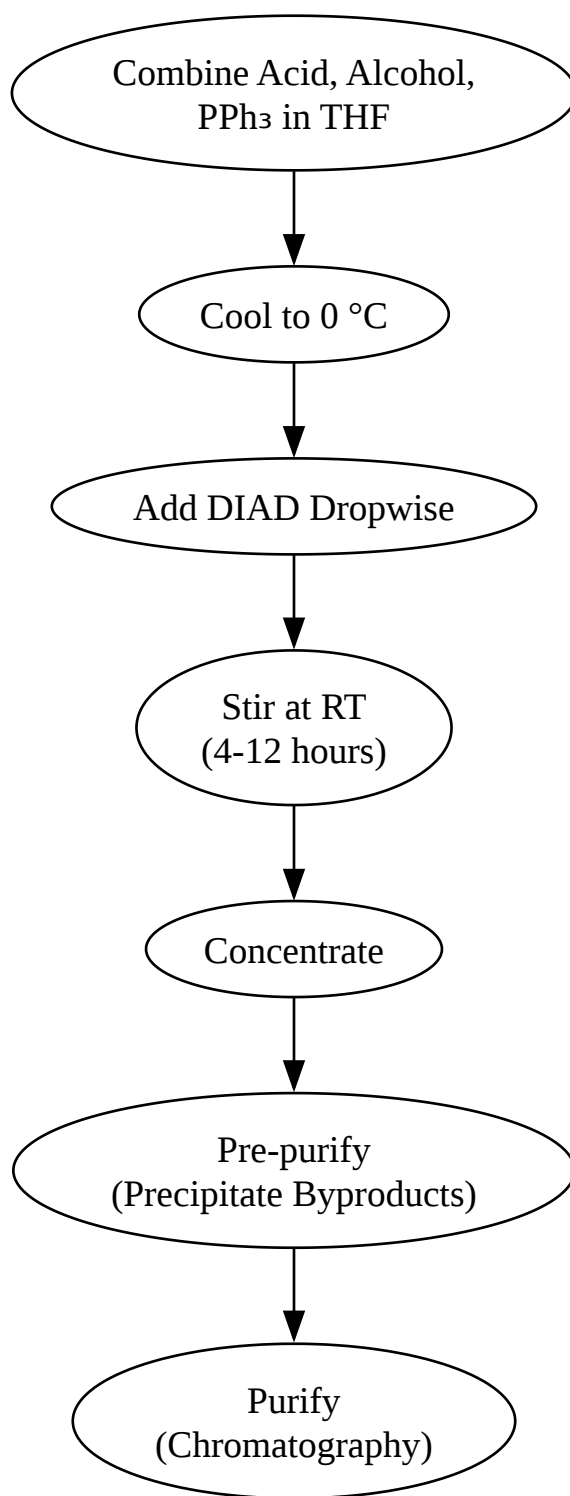 Combine Acid, Alcohol,
PPh₃ in THF
Cool to 0 °C
Add DIAD Dropwise
Stir at RT
(4-12 hours)
Concentrate
Pre-purify
(Precipitate Byproducts)
Purify
(Chromatography)